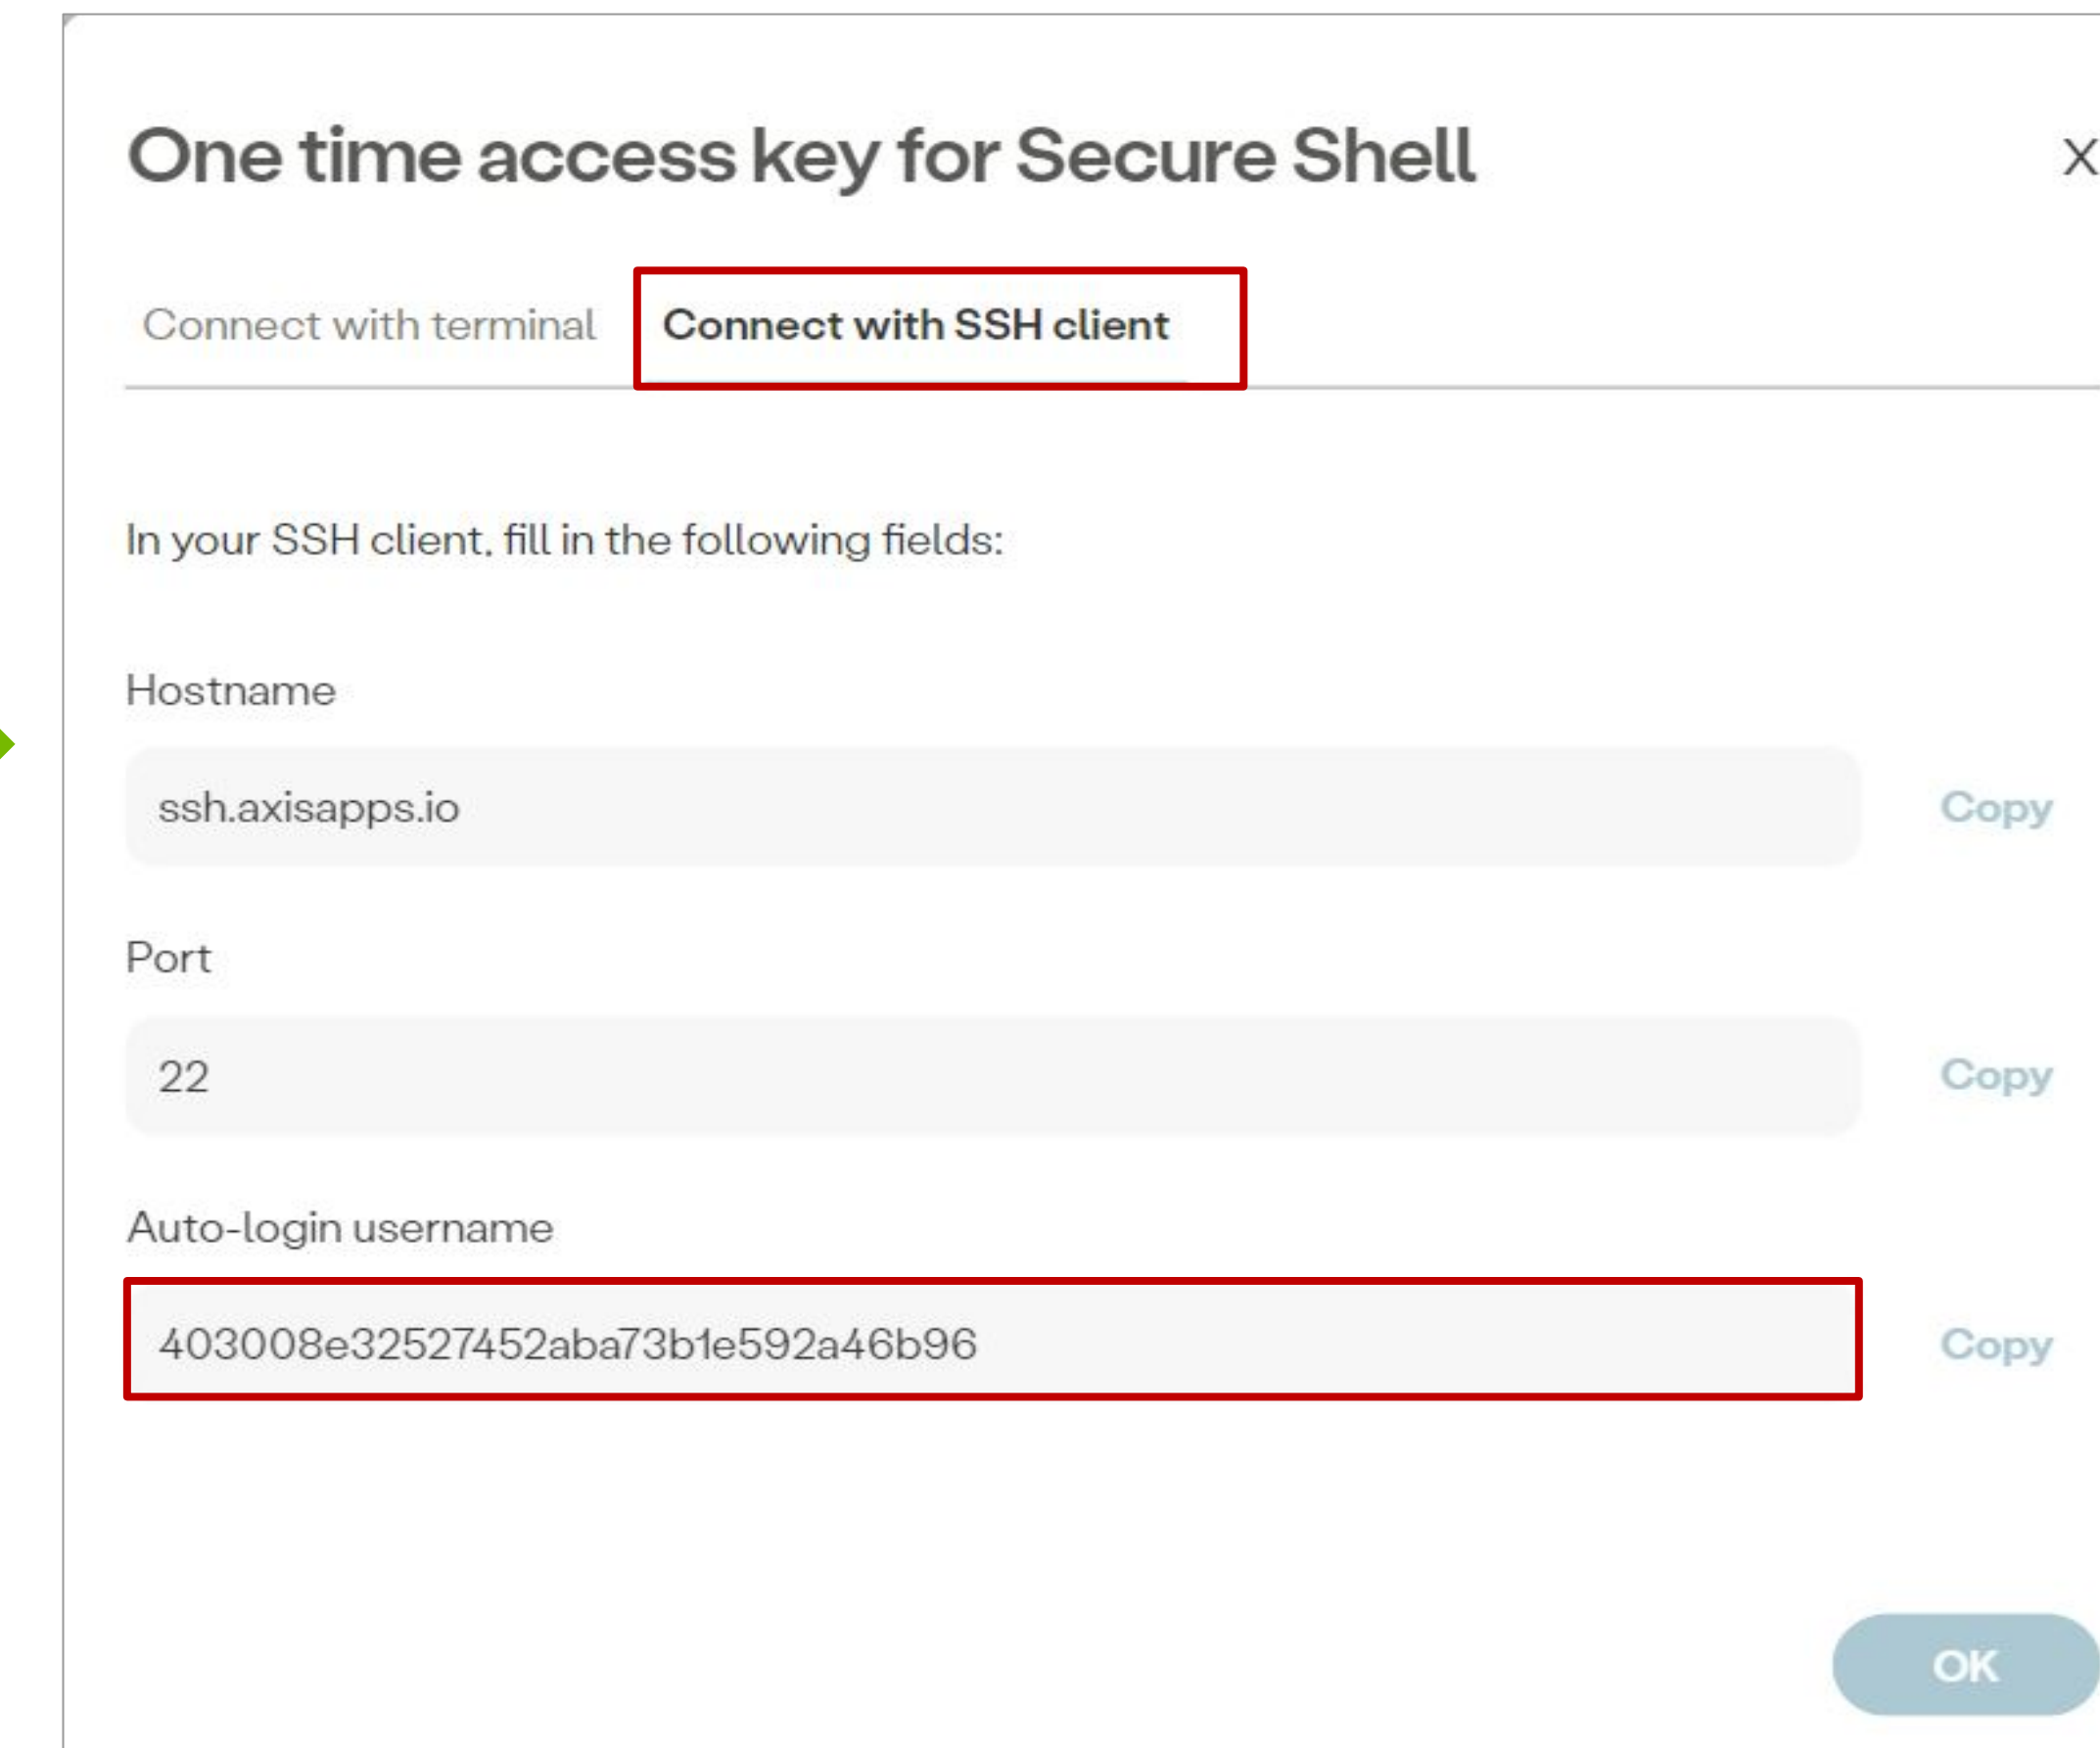 One time access key for Secure Shell
X
Connect with terminal Connect with SSH client
In your SSH client, fill in the following fields:
Hostname
ssh.axisapps.io Copy
Port
22 Copy
Auto-login username
403008e32527452aba73b1e592a46b96 Copy
OK